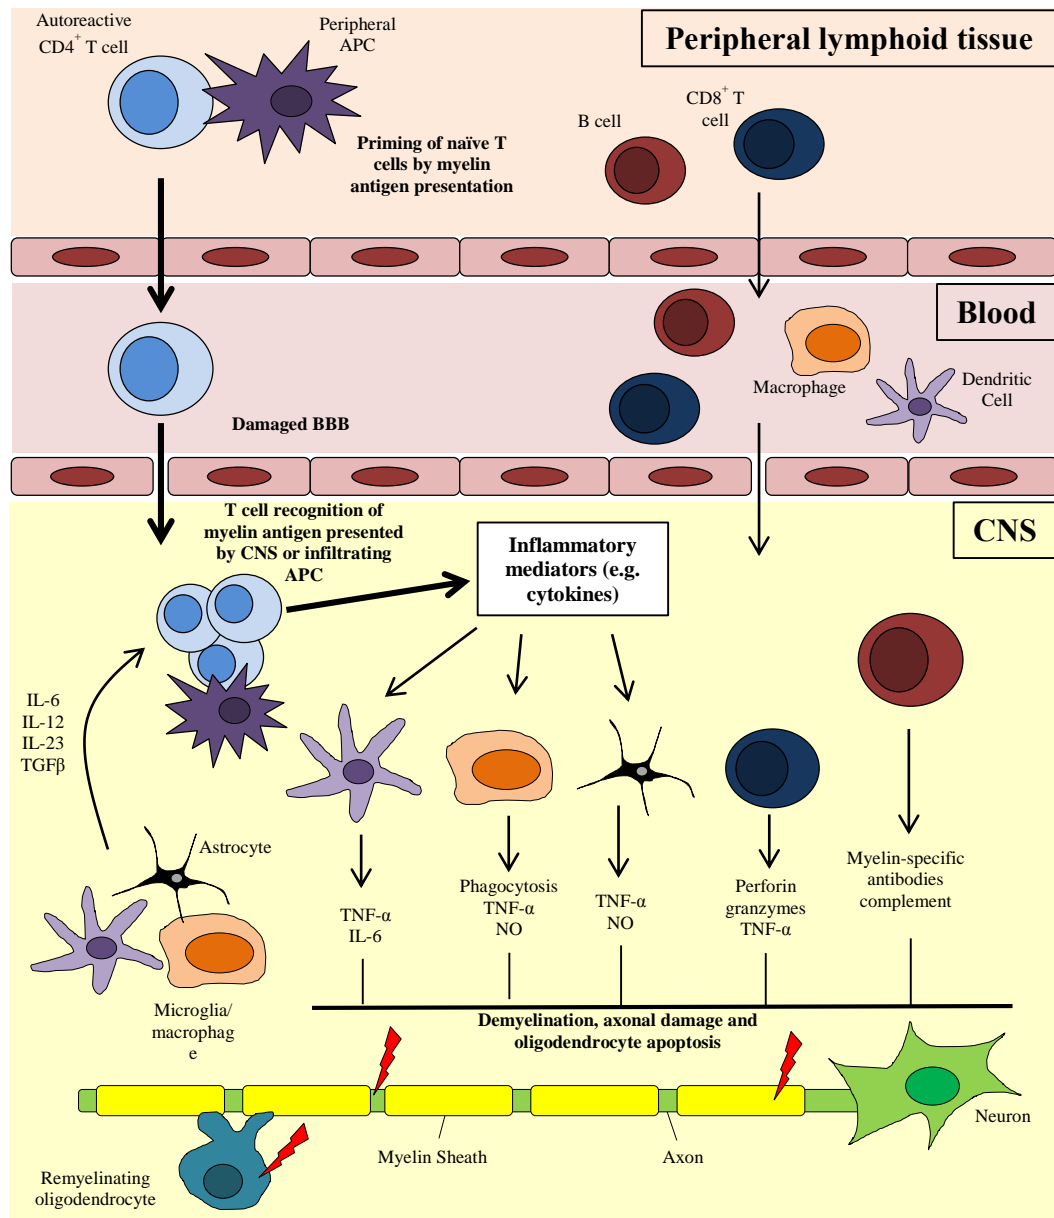 Autoreactive
CD4+ T cell
Peripheral
APC
Peripheral lymphoid tissue
CD8+ T
cell
B cell
Priming of naïve T
cells by myelin
antigen presentation
Blood
Macrophage
Dendritic
Cell
Damaged BBB
CNS
T cell recognition of
myelin antigen presented
by CNS or infiltrating
APC
Inflammatory
mediators (e.g.
cytokines)
IL-6
IL-12
IL-23
TGFβ
Astrocyte
Microglia/
macrophag
e
TNF-α
IL-6
Phagocytosis
TNF-α
NO
TNF-α
NO
Perforin
granzymes
TNF-α
Myelin-specific
antibodies
complement
Demyelination, axonal damage and
oligodendrocyte apoptosis
Neuron
Myelin Sheath
Axon
Remyelinating
oligodendrocyte